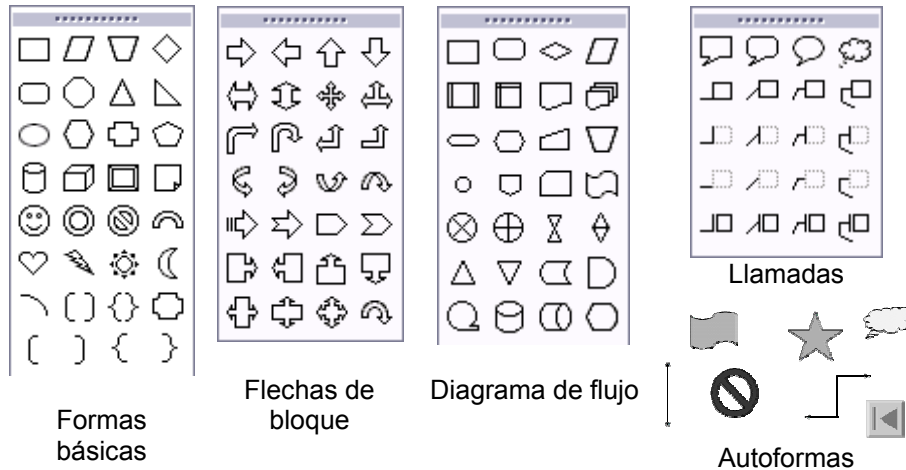 Formas
básicas
Flechas de
bloque
Diagrama de flujo
Llamadas
Autoformas